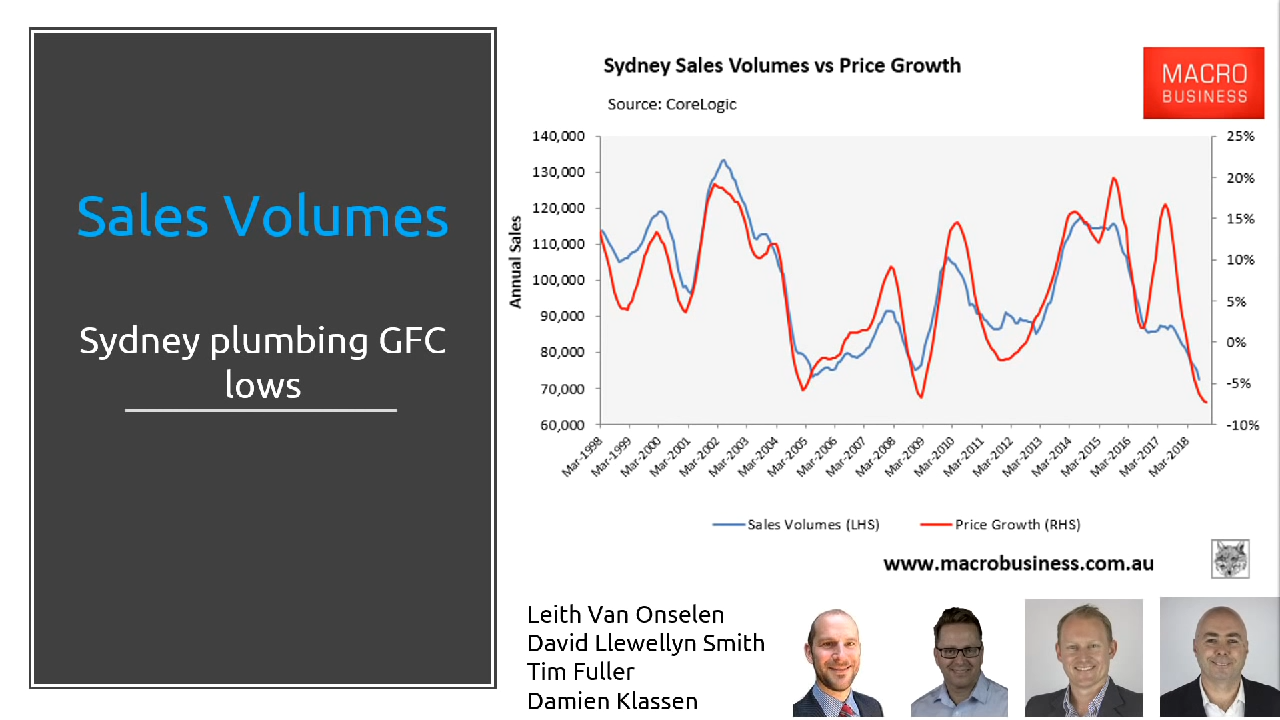 Sales Volumes
Sydney plumbing GFC
lows
Sydney Sales Volumes vs Price Growth
Source: CoreLogic
MACRO
BUSINESS
140,000
130,000
120,000
110,000
100,000
90,000
80,000
70,000
60,000
Annual Sales
25%
20%
15%
10%
5%
0%
-5%
-10%
Mar-1998
Mar-1999
Mar-2000
Mar-2001
Mar-2002
Mar-2003
Mar-2004
Mar-2005
Mar-2006
Mar-2007
Mar-2008
Mar-2009
Mar-2010
Mar-2011
Mar-2012
Mar-2013
Mar-2014
Mar-2015
Mar-2016
Mar-2017
Mar-2018
Sales Volumes (LHS)
Price Growth (RHS)
www.macrobusiness.com.au
Leith Van Onselen
David Llewellyn Smith
Tim Fuller
Damien Klassen